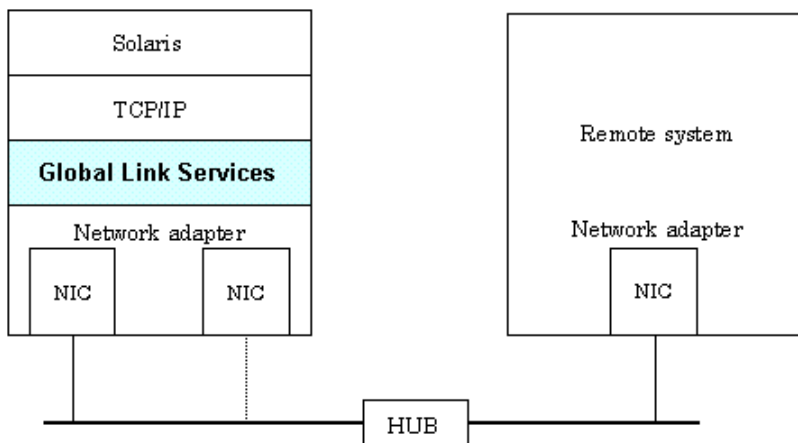 Solaris
TCP/IP
Global Link Services
Network adapter
NIC
NIC
Remote system
Network adapter
NIC
HUB